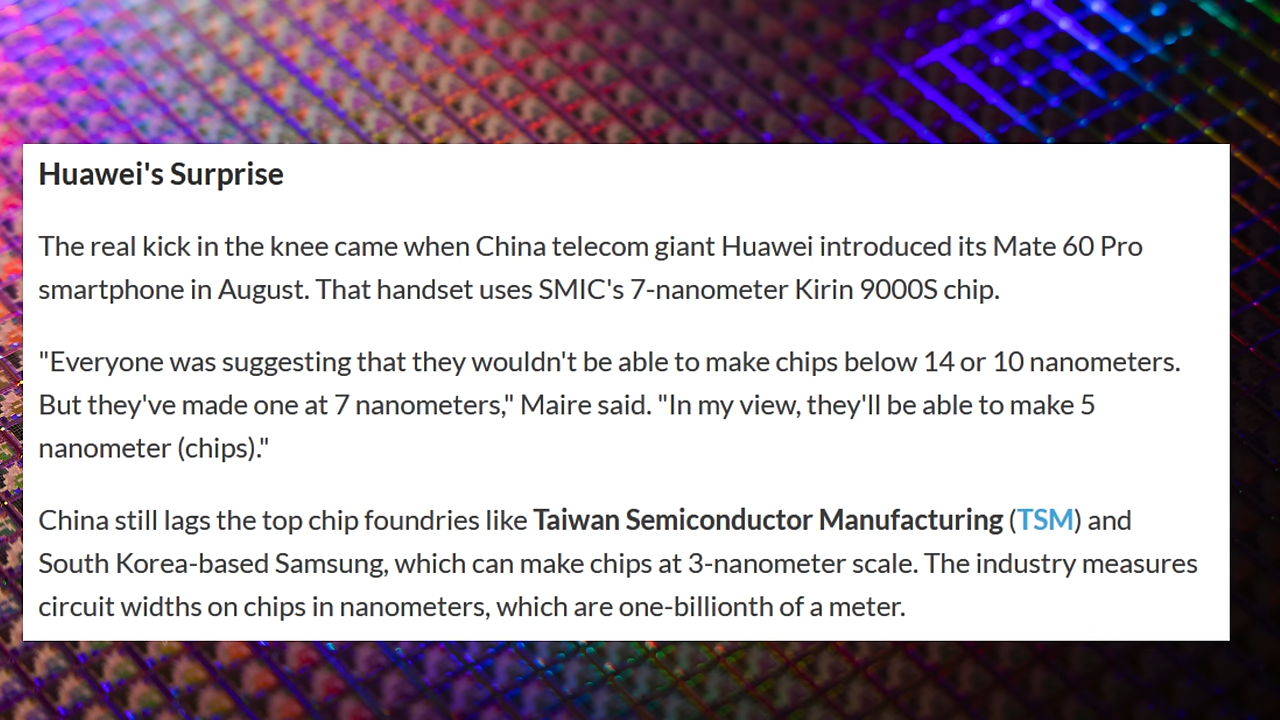 Huawei's Surprise
The real kick in the knee came when China telecom giant Huawei introduced its Mate 60 Pro
smartphone in August. That handset uses SMIC's 7-nanometer Kirin 9000S chip.
"Everyone was suggesting that they wouldn't be able to make chips below 14 or 10 nanometers.
But they've made one at 7 nanometers," Maire said. "In my view, they'll be able to make 5
nanometer (chips)."
China still lags the top chip foundries like Taiwan Semiconductor Manufacturing (TSM) and
South Korea-based Samsung, which can make chips at 3-nanometer scale. The industry measures
circuit widths on chips in nanometers, which are one-billionth of a meter.